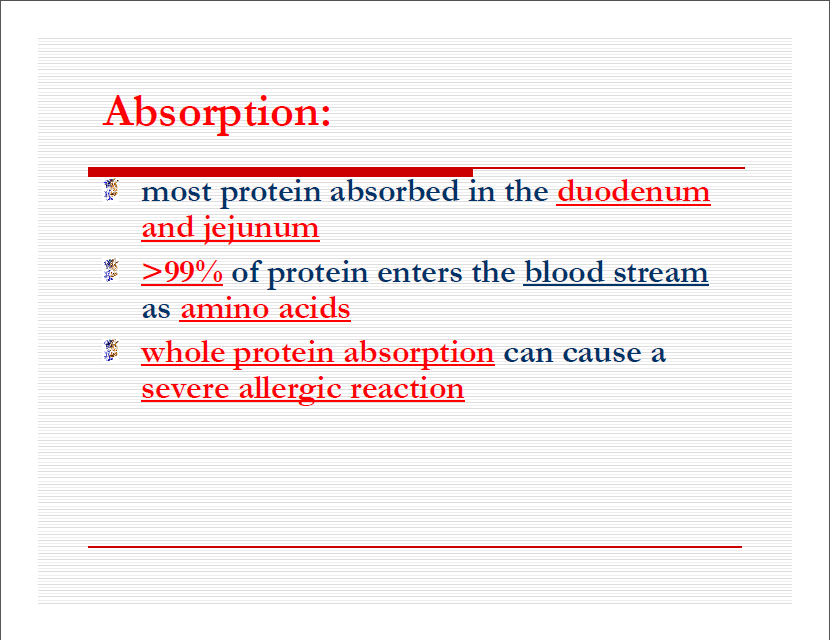 Absorption:
most protein absorbed in the duodenum
and jejunum
>99% of protein enters the blood stream
as amino acids
whole protein absorption can cause a
severe allergic reaction